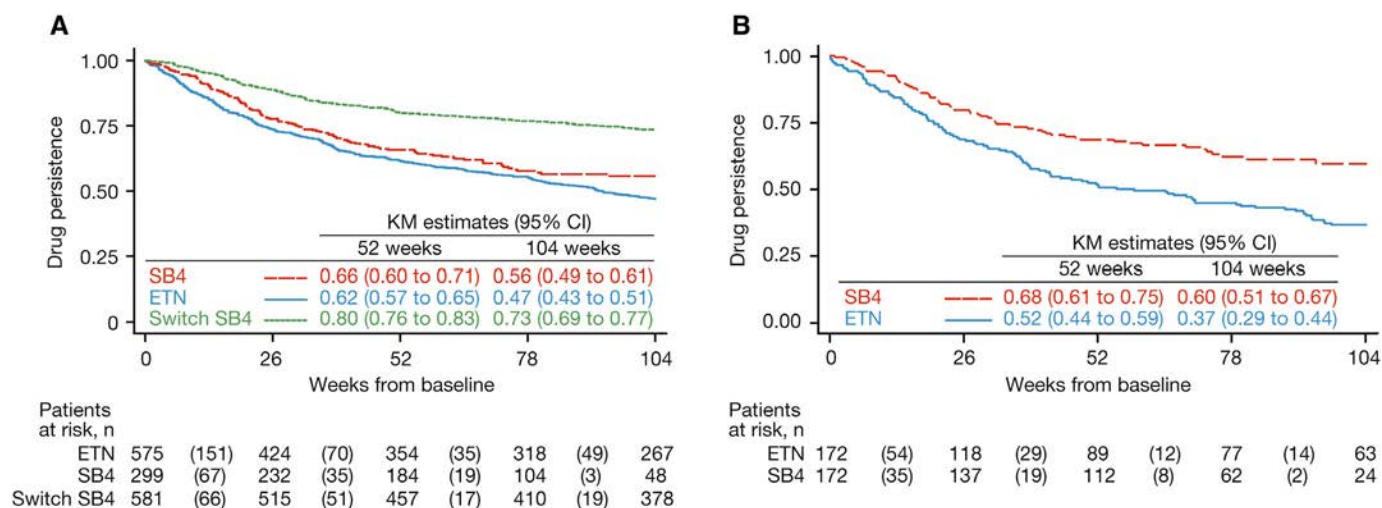 A
1.00
0.75
0.50
0.25
0
Drug persistence
KM estimates (95% CI)
52 weeks 104 weeks
SB4 0.66 (0.60 to 0.71) 0.56 (0.49 to 0.61)
ETN 0.62 (0.57 to 0.65) 0.47 (0.43 to 0.51)
Switch SB4 0.80 (0.76 to 0.83) 0.73 (0.69 to 0.77)
0 26 52 78 104
Weeks from baseline
Patients
at risk, n
ETN 575 (151) 424 (70) 354 (35) 318 (49) 267
SB4 299 (67) 232 (35) 184 (19) 104 (3) 48
Switch SB4 581 (66) 515 (51) 457 (17) 410 (19) 378
B
1.00
0.75
0.50
0.25
0.00
Drug persistence
KM estimates (95% CI)
52 weeks 104 weeks
SB4 0.68 (0.61 to 0.75) 0.60 (0.51 to 0.67)
ETN 0.52 (0.44 to 0.59) 0.37 (0.29 to 0.44)
0 26 52 78 104
Weeks from baseline
Patients
at risk, n
ETN 172 (54) 118 (29) 89 (12) 77 (14) 63
SB4 172 (35) 137 (19) 112 (8) 62 (2) 24